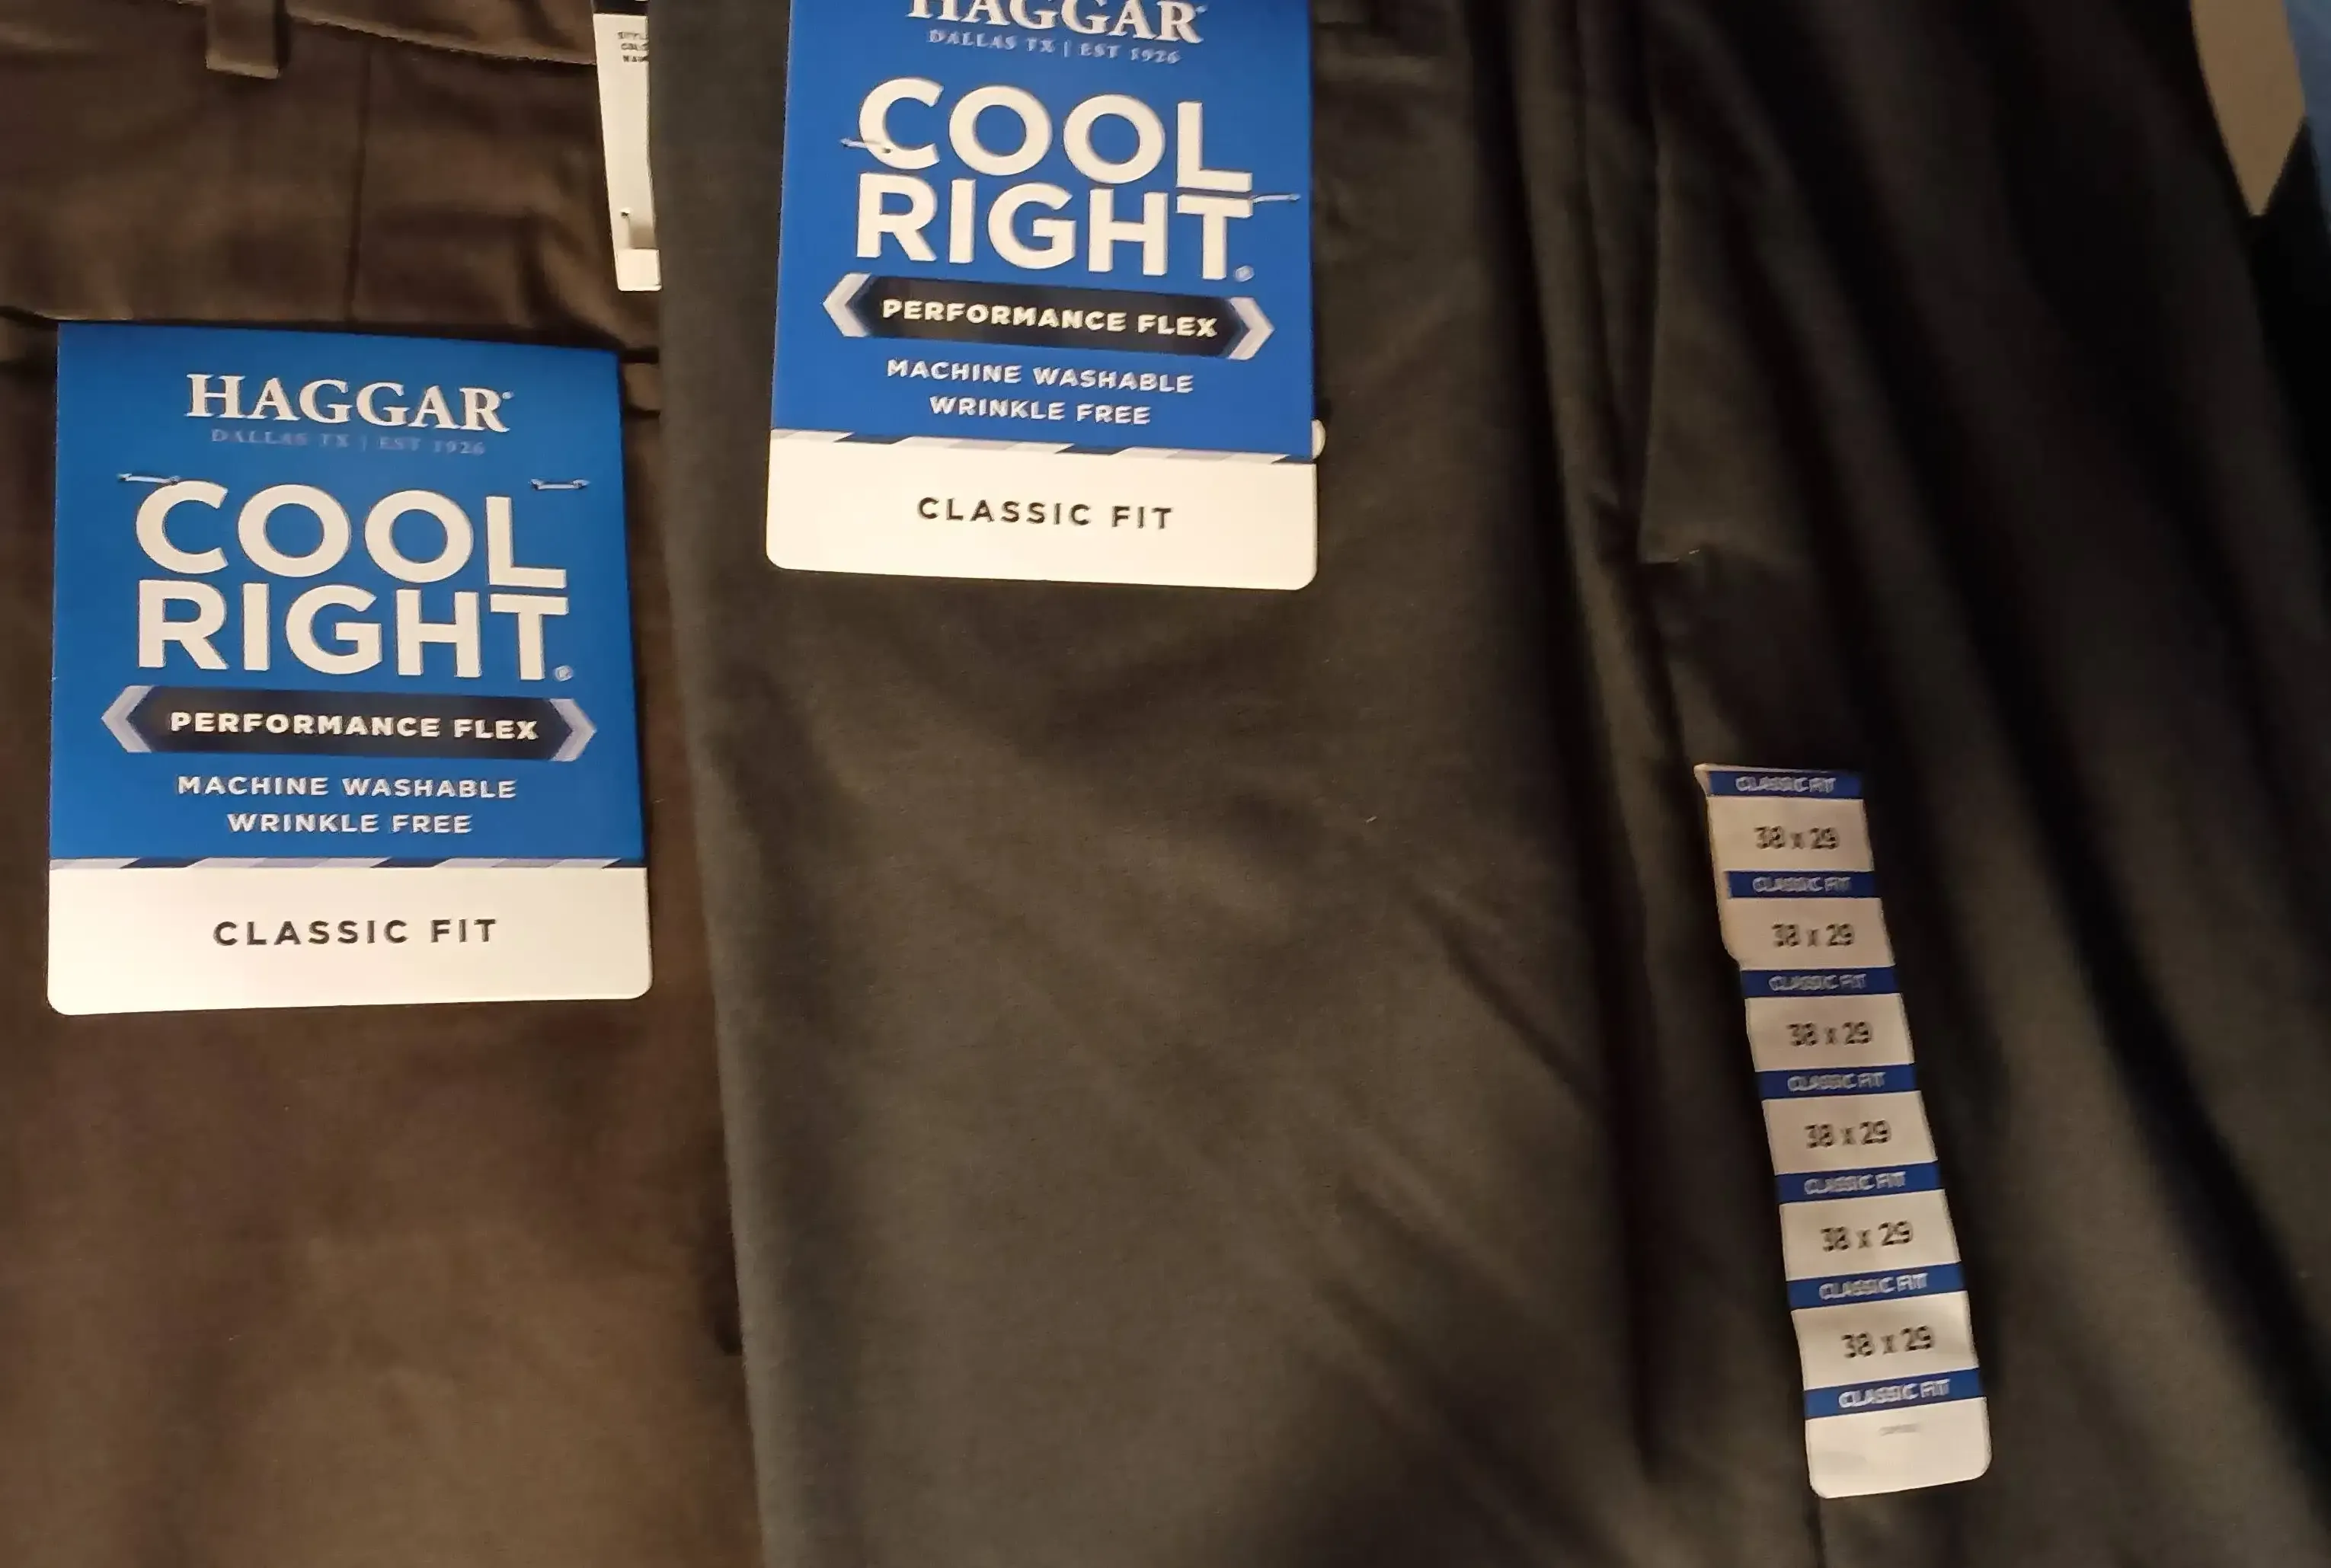 HAGGAR
DALLAS TX | EST 1926
COOL
RIGHT®
PERFORMANCE FLEX
MACHINE WASHABLE
WRINKLE FREE
CLASSIC FIT
HAGGAR
DALLAS TX | EST 1926
COOL
RIGHT®
PERFORMANCE FLEX
MACHINE WASHABLE
WRINKLE FREE
CLASSIC FIT
CLASSIC FIT
38 x 29
CLASSIC FIT
38 x 29
CLASSIC FIT
38 x 29
CLASSIC FIT
38 x 29
CLASSIC FIT
38 x 29
CLASSIC FIT
38 x 29
CLASSIC FIT